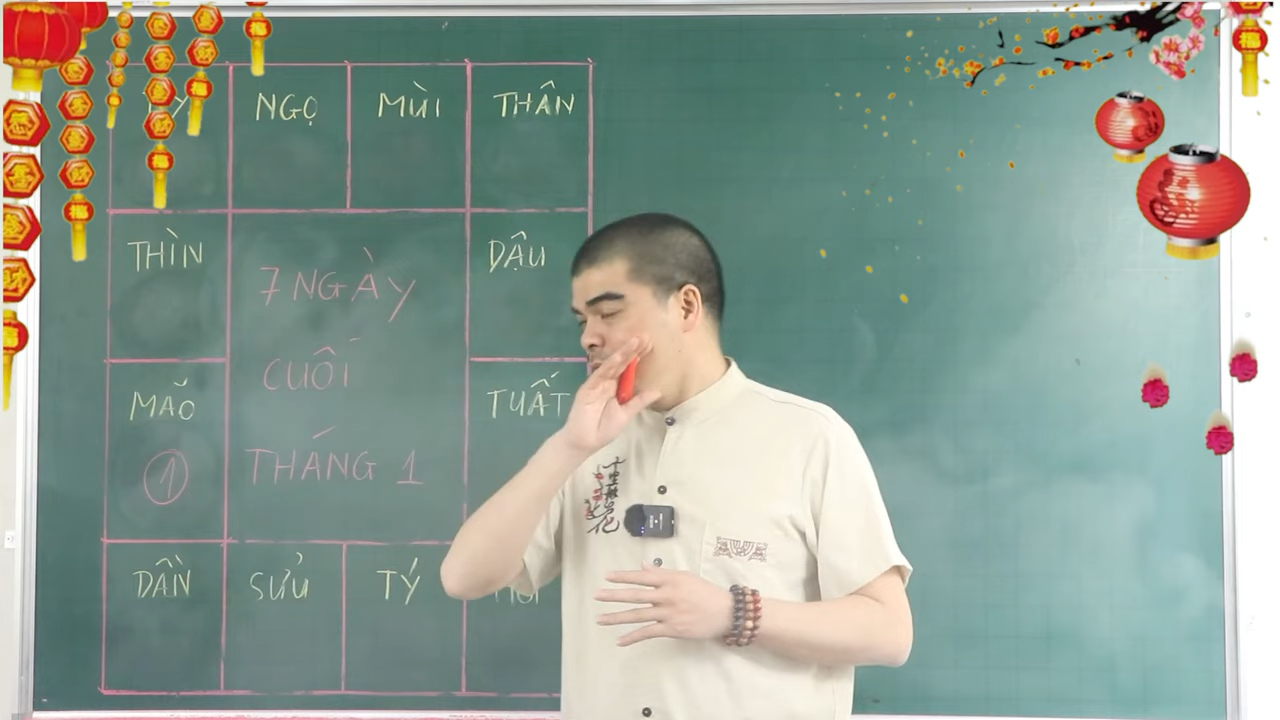 NGỌ
MÙI
THÂN
THÌN
DẬU
7 NGÀY
CUỐI
THÁNG 1
MÃO
1
TUẤT
DẦN
SỬU
TÝ